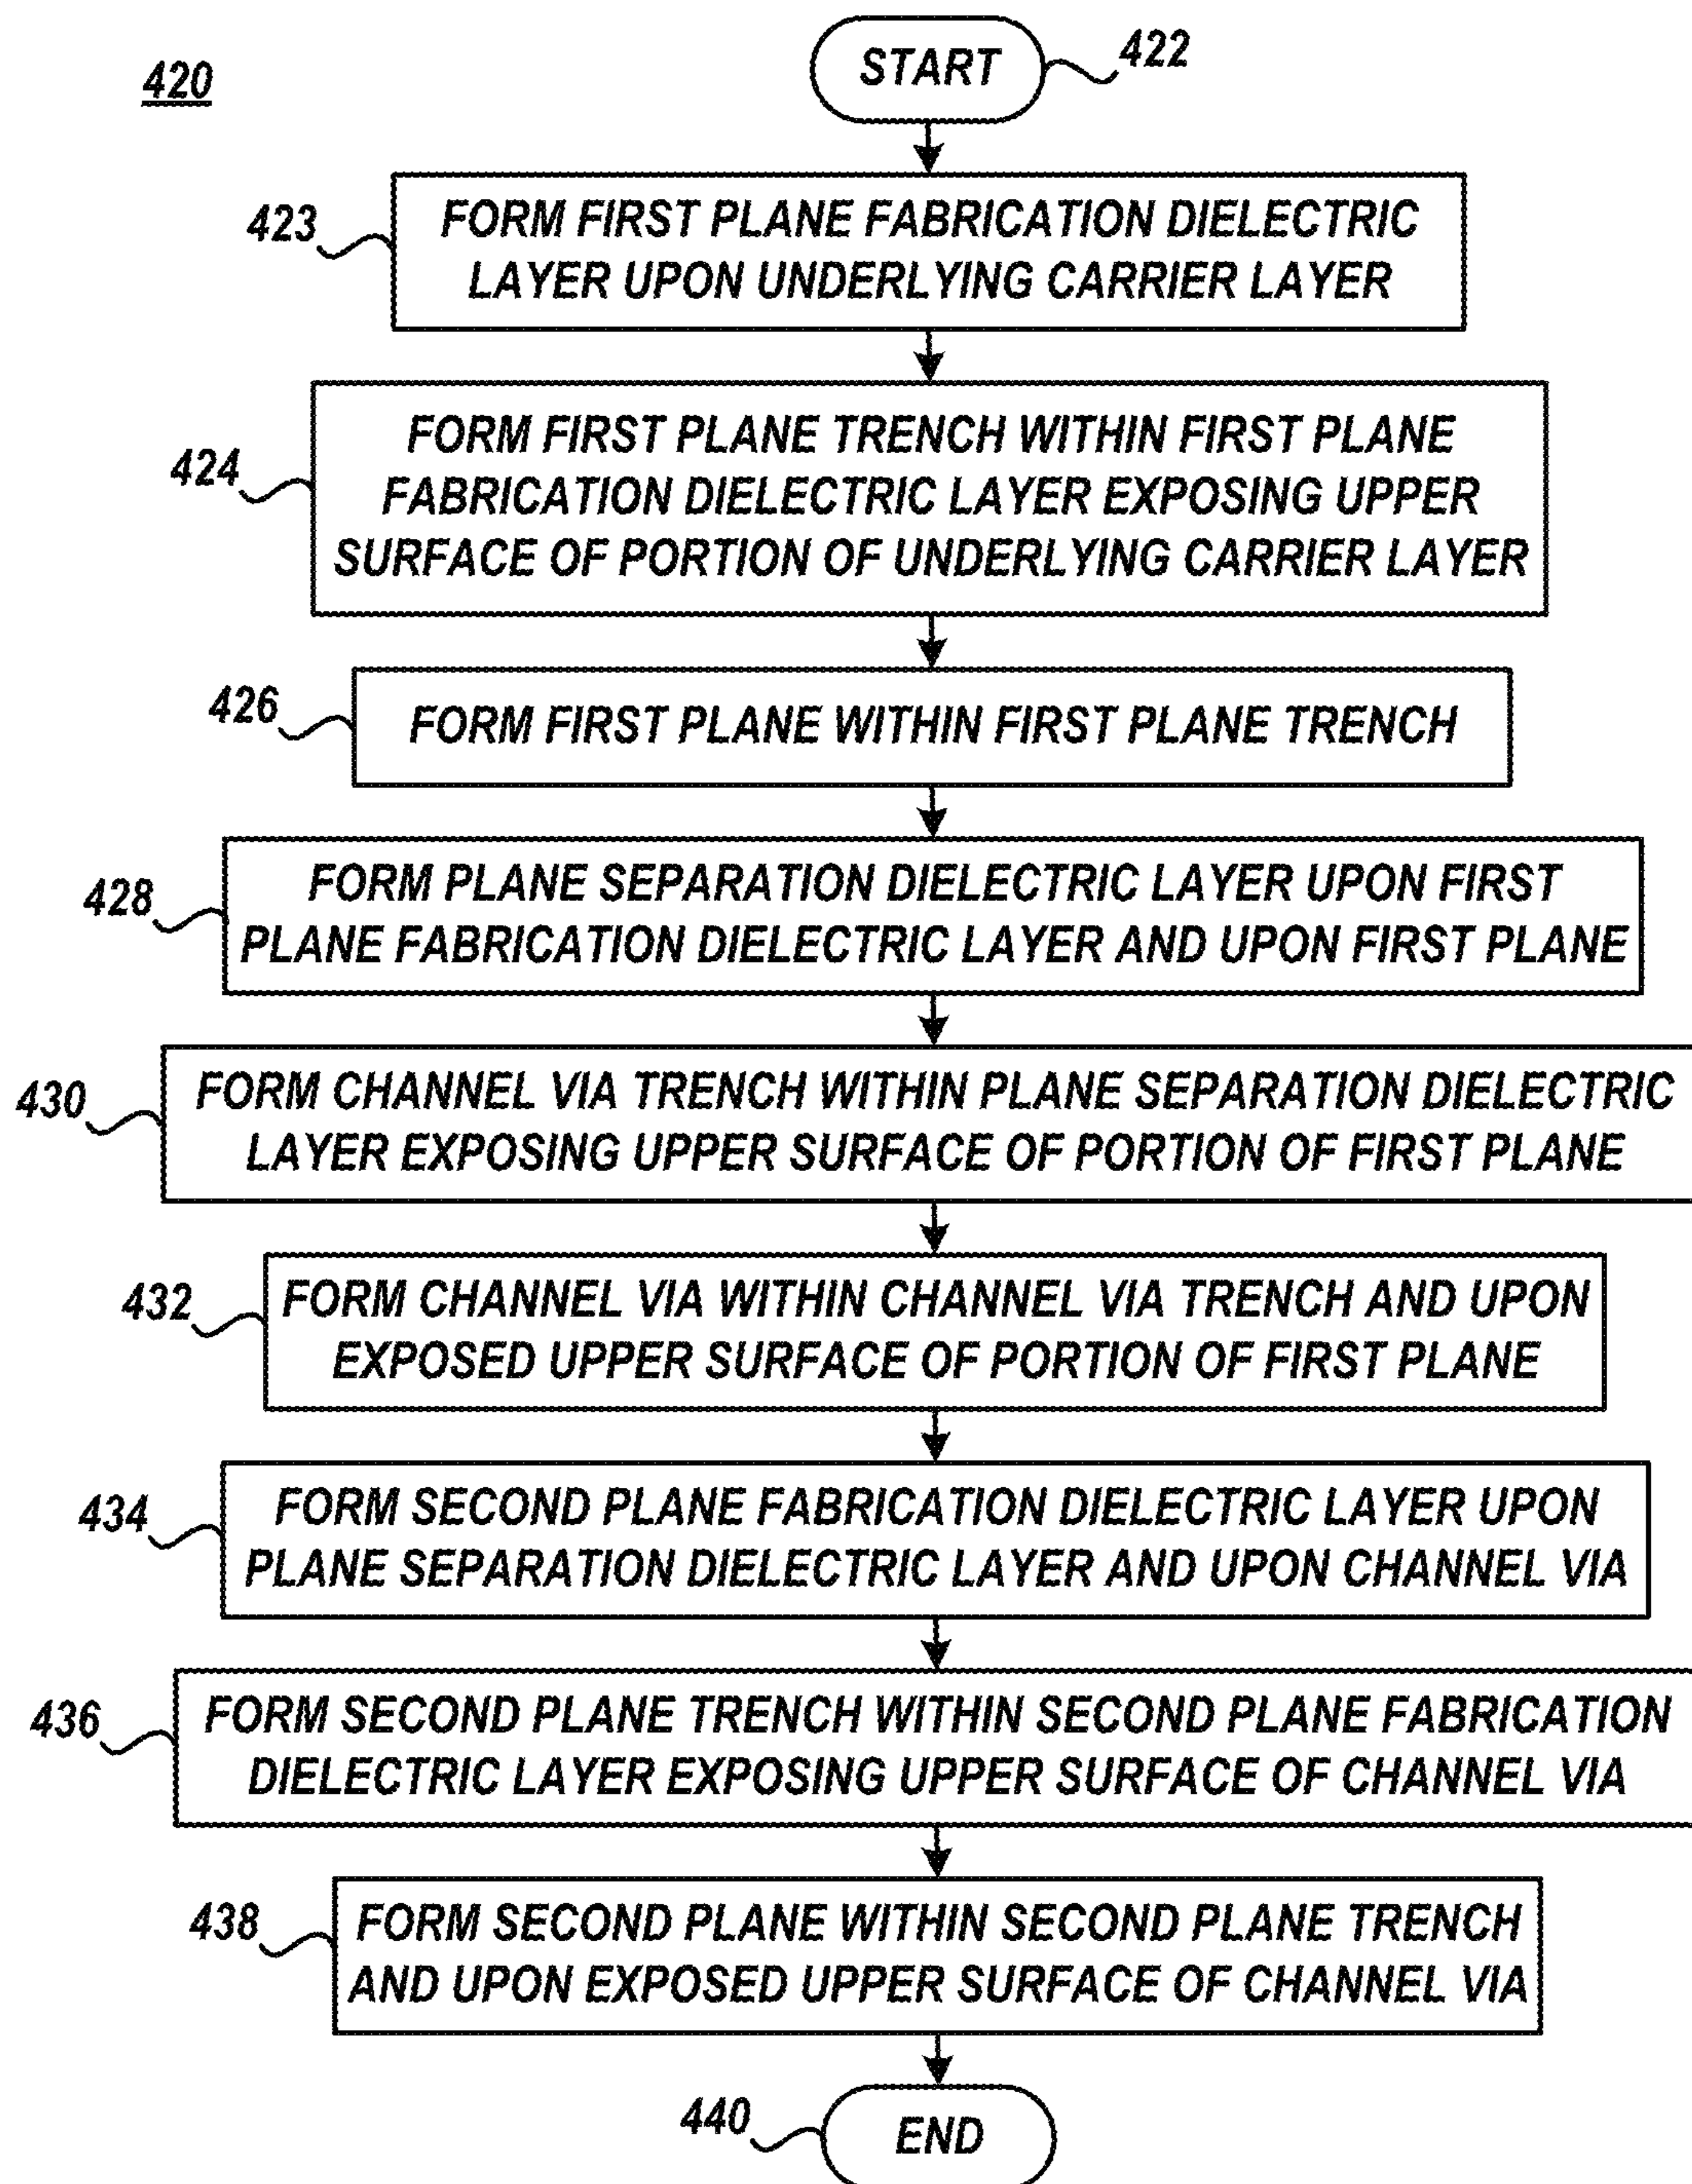 420
START
422
423
FORM FIRST PLANE FABRICATION DIELECTRIC
LAYER UPON UNDERLYING CARRIER LAYER
424
FORM FIRST PLANE TRENCH WITHIN FIRST PLANE
FABRICATION DIELECTRIC LAYER EXPOSING UPPER
SURFACE OF PORTION OF UNDERLYING CARRIER LAYER
426
FORM FIRST PLANE WITHIN FIRST PLANE TRENCH
428
FORM PLANE SEPARATION DIELECTRIC LAYER UPON FIRST
PLANE FABRICATION DIELECTRIC LAYER AND UPON FIRST PLANE
430
FORM CHANNEL VIA TRENCH WITHIN PLANE SEPARATION DIELECTRIC
LAYER EXPOSING UPPER SURFACE OF PORTION OF FIRST PLANE
432
FORM CHANNEL VIA WITHIN CHANNEL VIA TRENCH AND UPON
EXPOSED UPPER SURFACE OF PORTION OF FIRST PLANE
434
FORM SECOND PLANE FABRICATION DIELECTRIC LAYER UPON
PLANE SEPARATION DIELECTRIC LAYER AND UPON CHANNEL VIA
436
FORM SECOND PLANE TRENCH WITHIN SECOND PLANE FABRICATION
DIELECTRIC LAYER EXPOSING UPPER SURFACE OF CHANNEL VIA
438
FORM SECOND PLANE WITHIN SECOND PLANE TRENCH
AND UPON EXPOSED UPPER SURFACE OF CHANNEL VIA
440
END